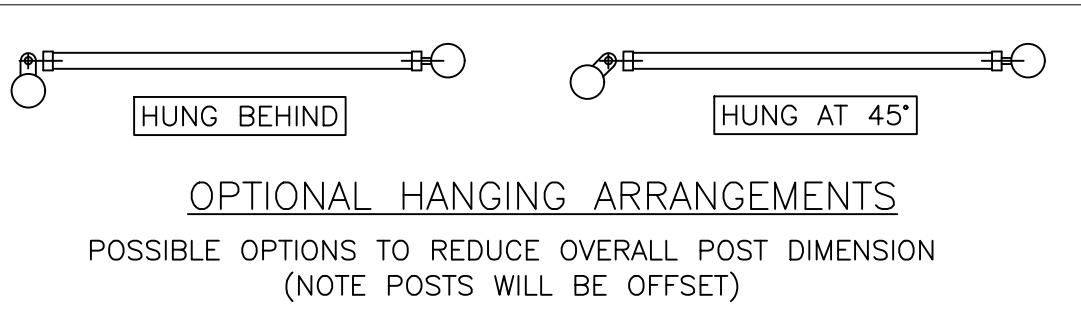 HUNG BEHIND
HUNG AT 45°
OPTIONAL HANGING ARRANGEMENTS
POSSIBLE OPTIONS TO REDUCE OVERALL POST DIMENSION
(NOTE POSTS WILL BE OFFSET)